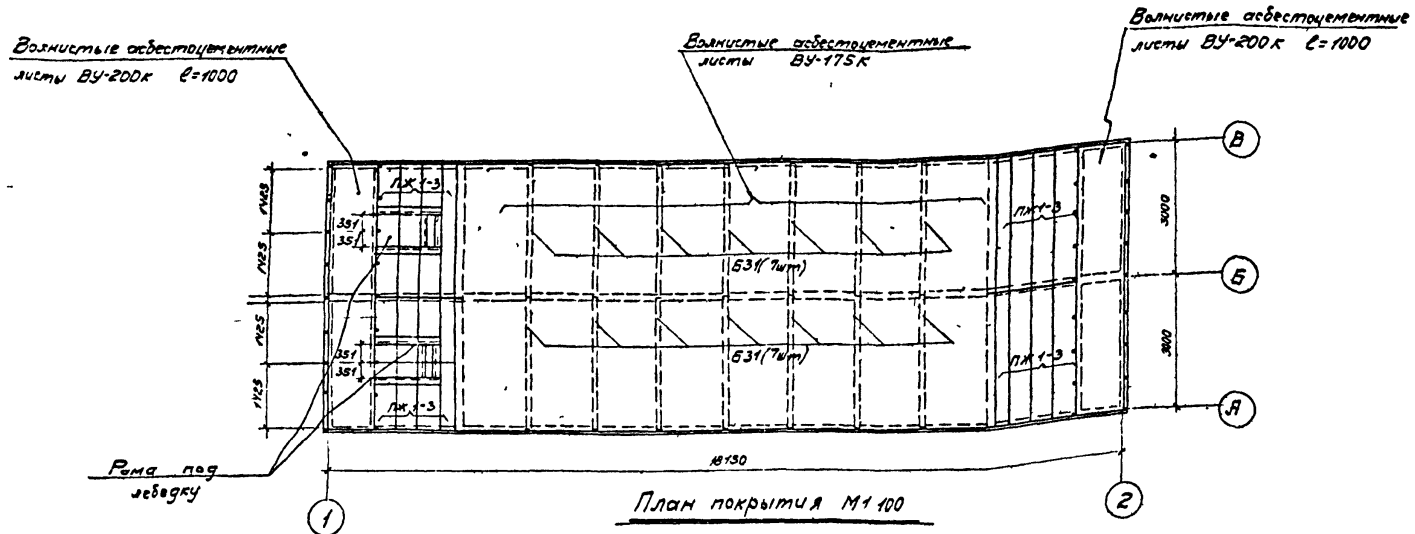 Волнистые асбестоцементные
листы ВУ-200к ℓ=1000
Волнистые асбестоцементные
листы ВУ-175к
Волнистые асбестоцементные
листы ВУ-200к ℓ=1000
В
ПЖ 1-3
ПЖ 1-3
1425
351
351
3000
1425
Б31(7шт)
Б
1425
351
351
Б31(7шт)
ПЖ 1-3
3000
1425
ПЖ 1-3
А
Рама под
лебедку
18130
1
План покрытия М1 100
2